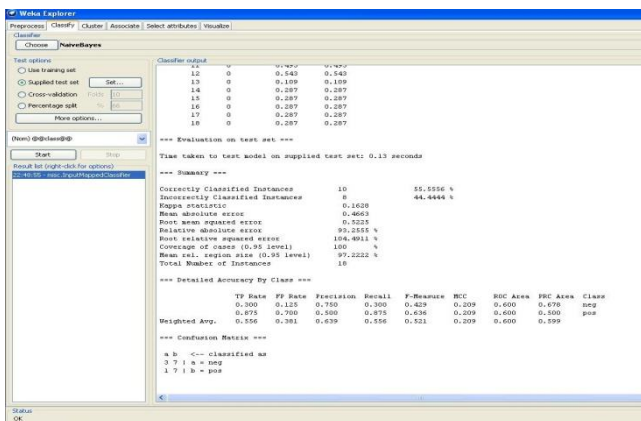 Weka Explorer
Preprocess Classify Cluster Associate Select attributes Visualize
Classifier
Choose NaiveBayes
Test options
Use training set
Supplied test set Set...
Cross-validation Folds 10
Percentage split % 66
More options...
(Nom) @@class@@
Start Stop
Result list (right-click for options)
22:40:55 - misc.InputMappedClassifier
Classifier output
11 0 0.493 0.493
12 0 0.543 0.543
13 0 0.109 0.109
14 0 0.287 0.287
15 0 0.287 0.287
16 0 0.287 0.287
17 0 0.287 0.287
18 0 0.287 0.287
=== Evaluation on test set ===
Time taken to test model on supplied test set: 0.13 seconds
=== Summary ===
Correctly Classified Instances 10 55.5556 %
Incorrectly Classified Instances 8 44.4444 %
Kappa statistic 0.1628
Mean absolute error 0.4663
Root mean squared error 0.5225
Relative absolute error 93.2555 %
Root relative squared error 104.4911 %
Coverage of cases (0.95 level) 100 %
Mean rel. region size (0.95 level) 97.2222 %
Total Number of Instances 18
=== Detailed Accuracy By Class ===
TP Rate FP Rate Precision Recall F-Measure MCC ROC Area PRC Area Class
0.300 0.125 0.750 0.300 0.429 0.209 0.600 0.678 neg
0.875 0.700 0.500 0.875 0.636 0.209 0.600 0.500 pos
Weighted Avg. 0.556 0.381 0.639 0.556 0.521 0.209 0.600 0.599
=== Confusion Matrix ===
a b <-- classified as
3 7 | a = neg
1 7 | b = pos
Status
OK